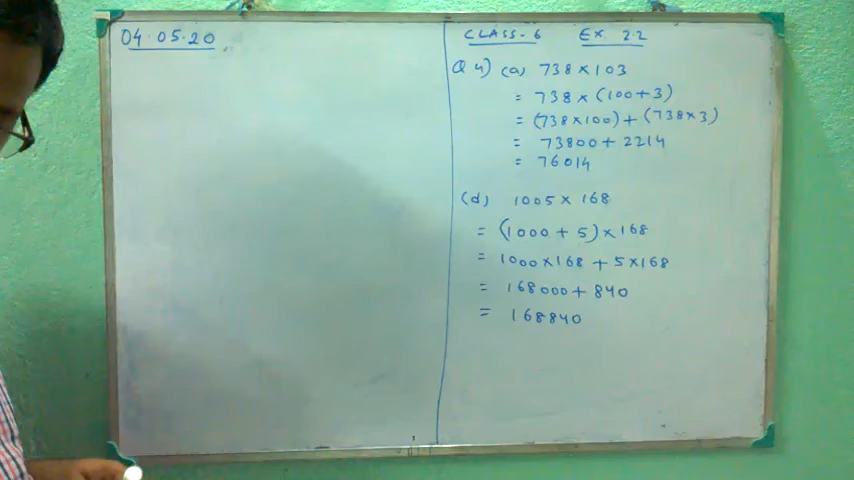 04.05.20
CLASS-6 EX. 2.2
Q 4) (a) 738 × 103
= 738 × (100 + 3)
= (738 × 100) + (738 × 3)
= 73800 + 2214
= 76014
(d) 1005 × 168
= (1000 + 5) × 168
= 1000 × 168 + 5 × 168
= 168000 + 840
= 168840